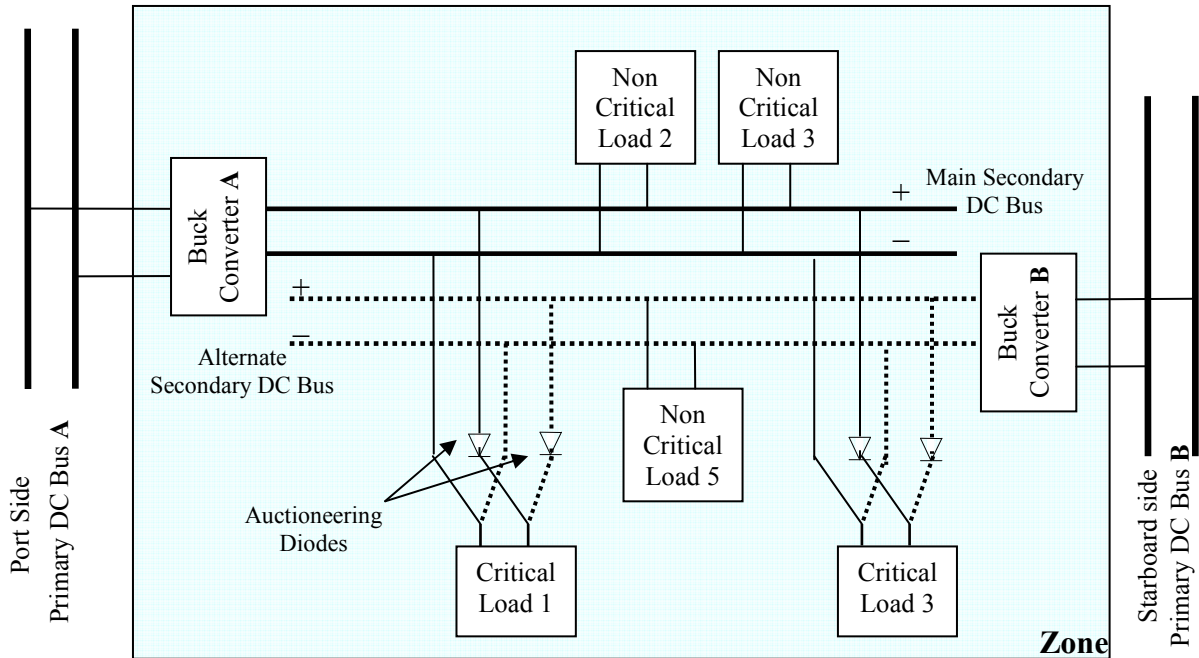 Port Side
Primary DC Bus A
Buck
Converter A
Non
Critical
Load 2
Non
Critical
Load 3
+
Main Secondary
DC Bus
−
+
−
Alternate
Secondary DC Bus
Buck
Converter B
Non
Critical
Load 5
Auctioneering
Diodes
Critical
Load 1
Critical
Load 3
Zone
Starboard side
Primary DC Bus B